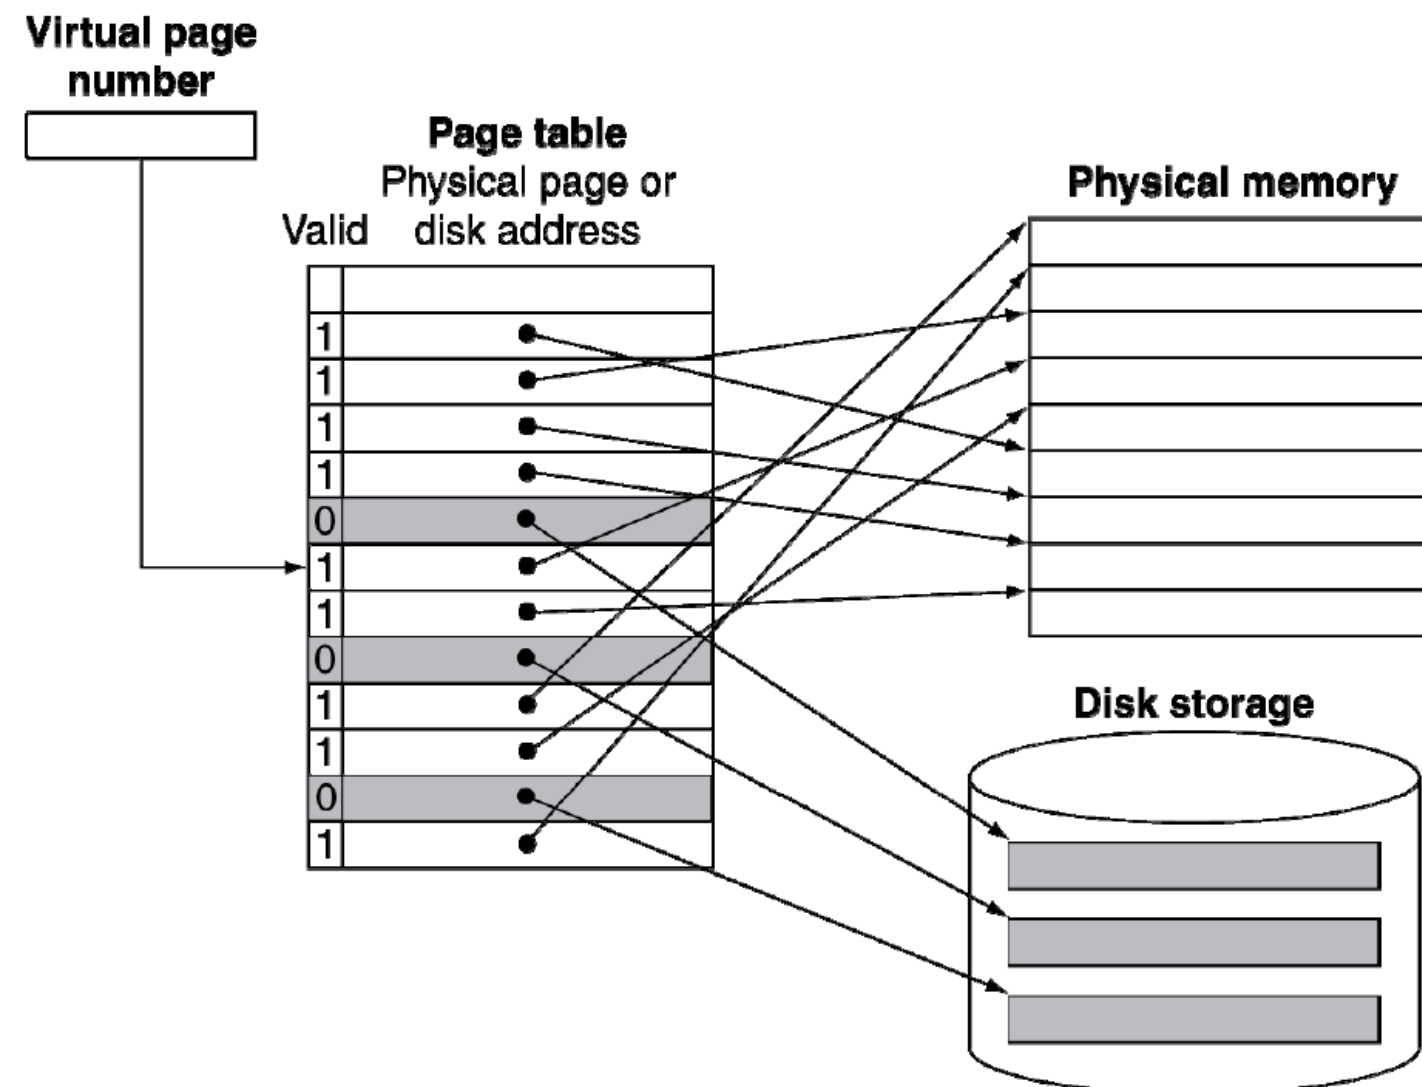 Virtual page
number
Page table
Physical page or
Valid disk address
Physical memory
1
1
1
1
0
1
1
0
1
1
0
1
Disk storage